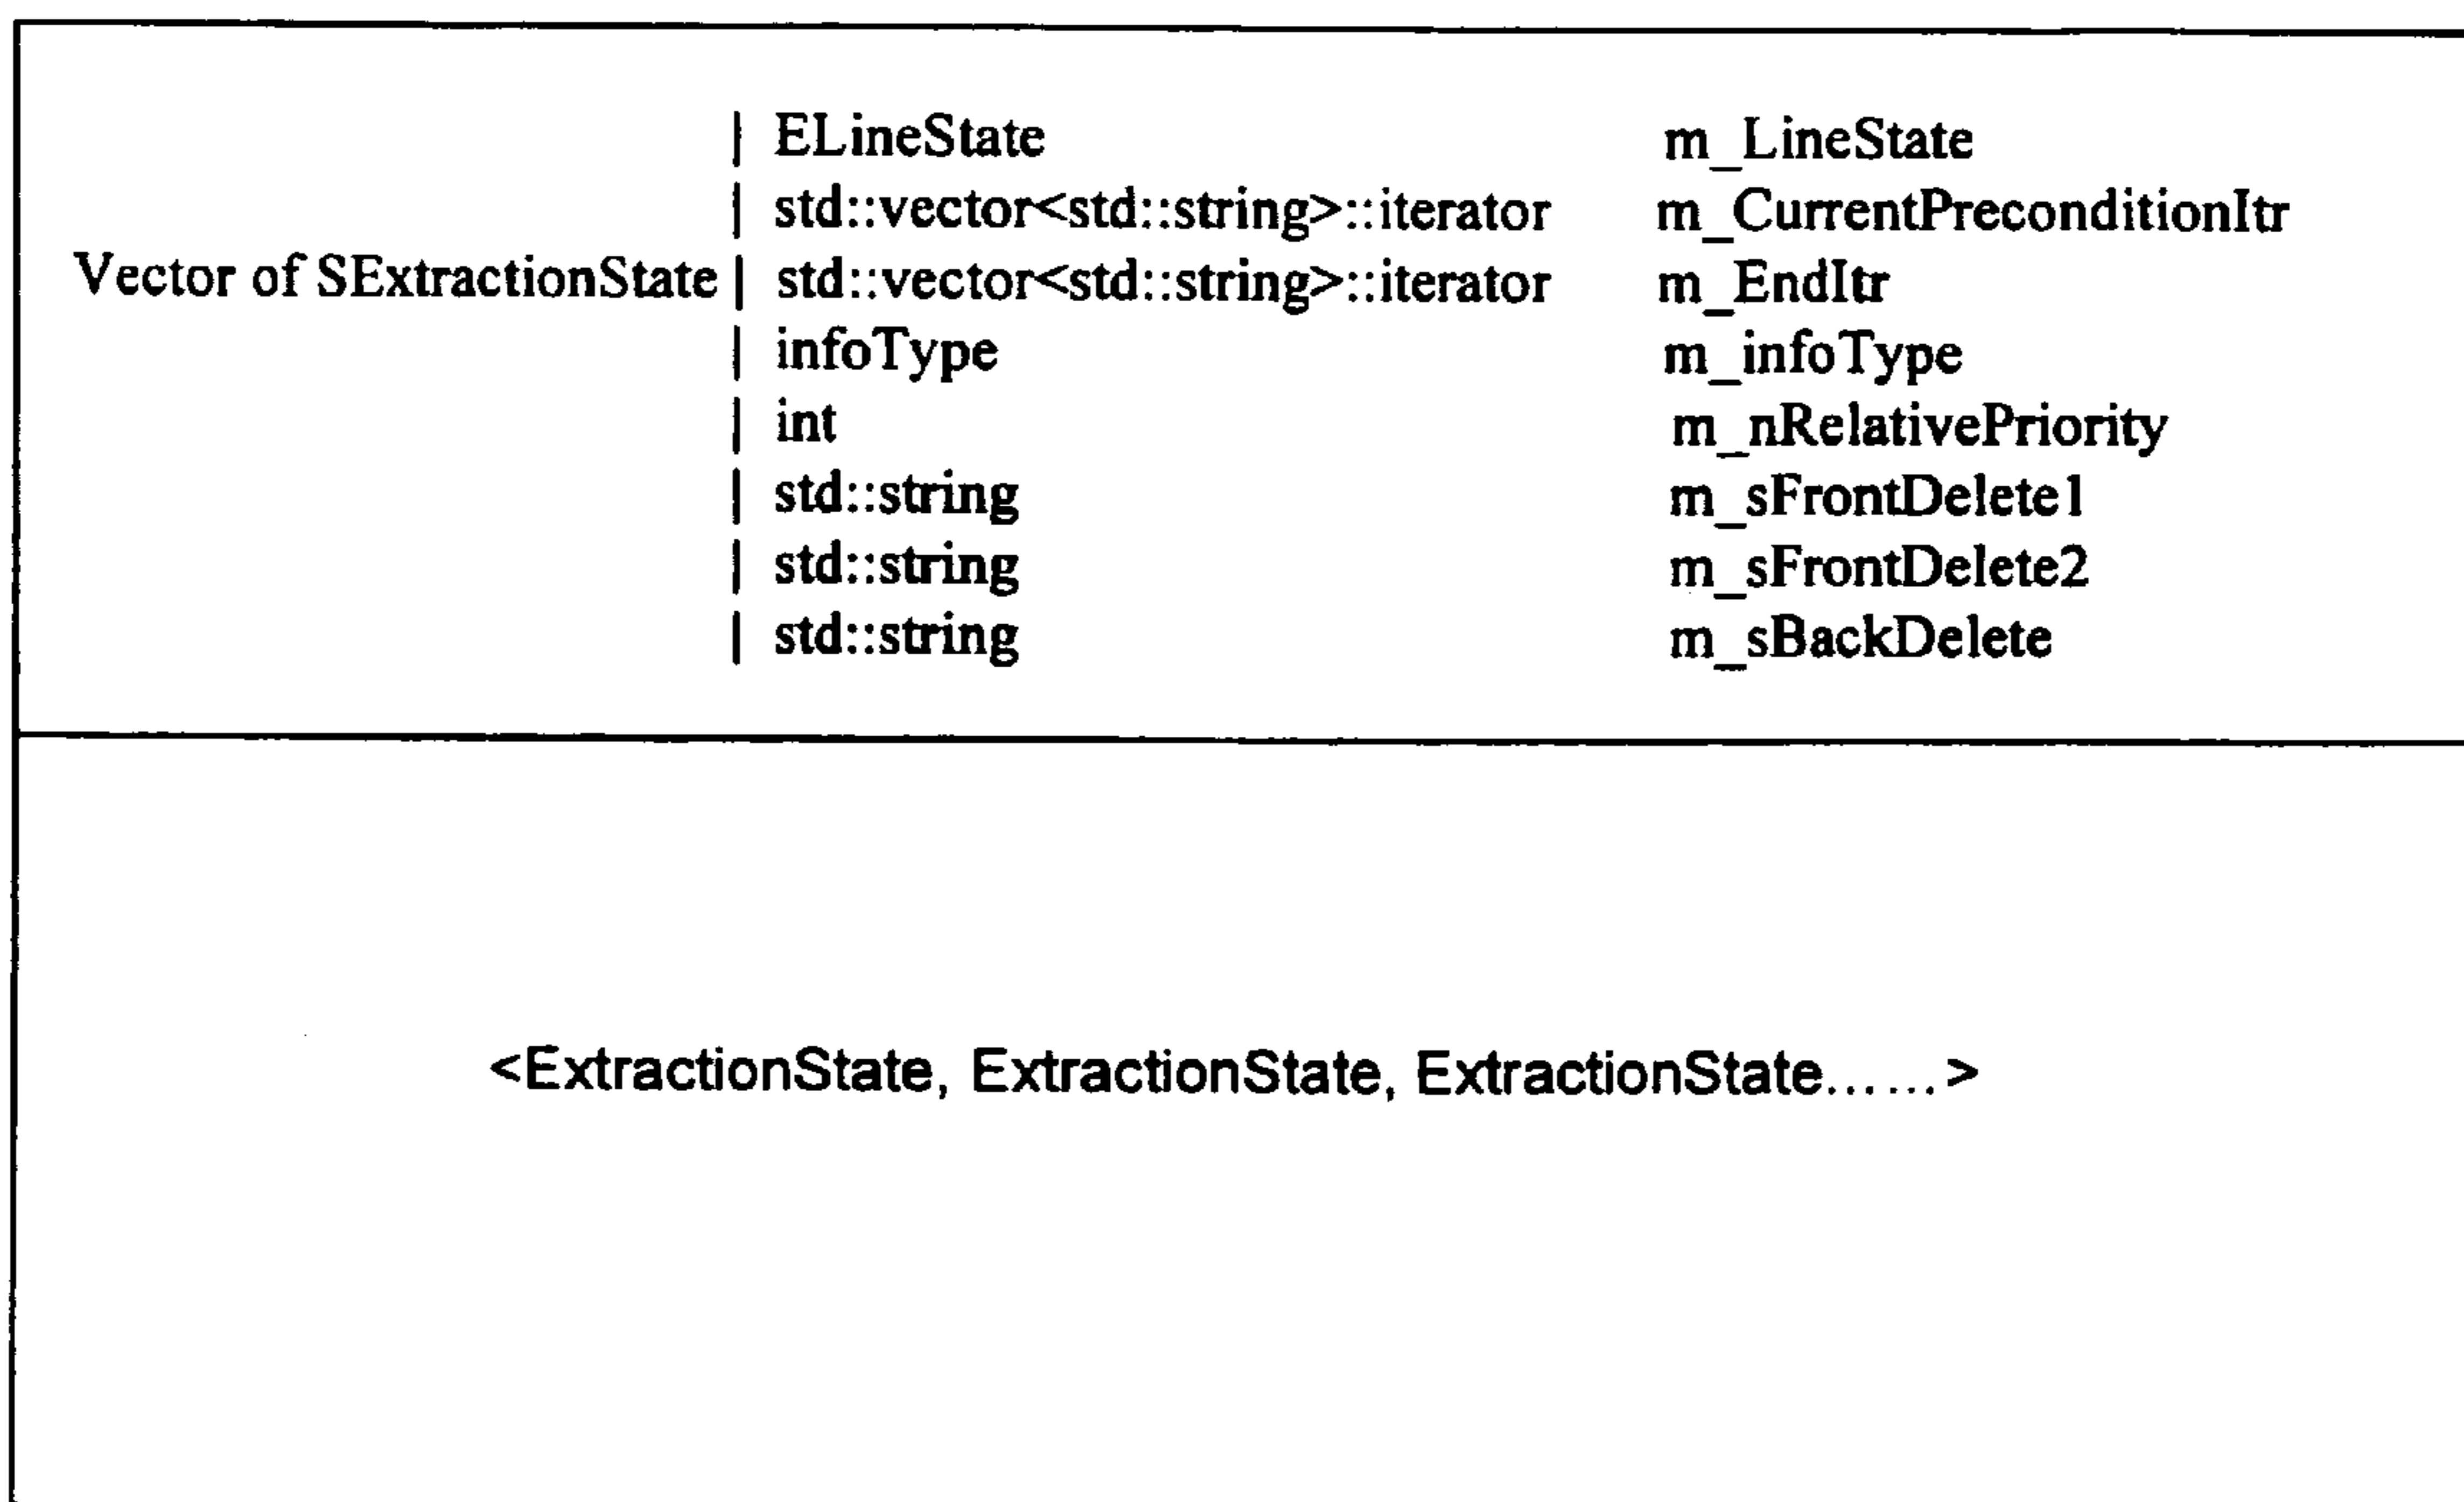 | ELineState m_LineState
| std::vector<std::string>::iterator m_CurrentPreconditionItr
Vector of SExtractionState | std::vector<std::string>::iterator m_EndItr
| infoType m_infoType
| int m_nRelativePriority
| std::string m_sFrontDelete1
| std::string m_sFrontDelete2
| std::string m_sBackDelete
<ExtractionState, ExtractionState, ExtractionState......>